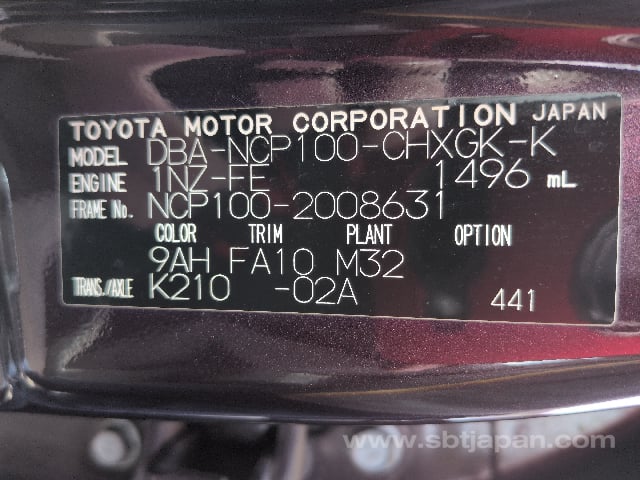 TOYOTA MOTOR CORPORATION JAPAN
MODEL DBA-NCP100-CHXGK-K
ENGINE 1NZ-FE 1496 mL
FRAME No. NCP100-2008631
COLOR TRIM PLANT OPTION
9AH FA10 M32
TRANS./AXLE K210 -02A 441
www.sbtjapan.com